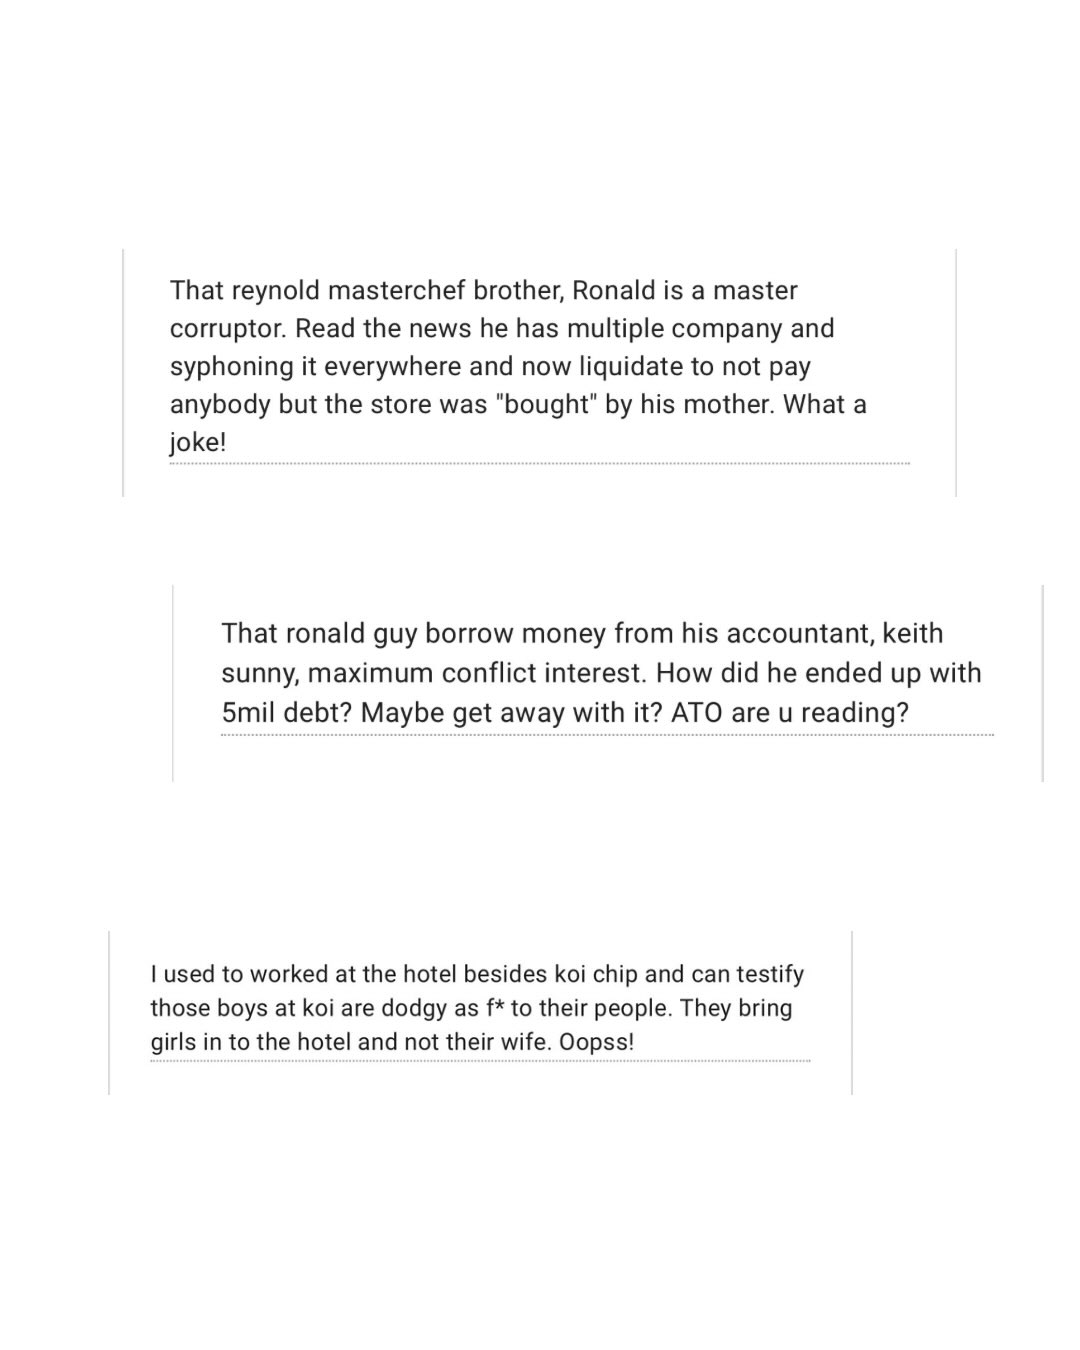 That reynold masterchef brother, Ronald is a master
corruptor. Read the news he has multiple company and
syphoning it everywhere and now liquidate to not pay
anybody but the store was "bought" by his mother. What a
joke!
That ronald guy borrow money from his accountant, keith
sunny, maximum conflict interest. How did he ended up with
5mil debt? Maybe get away with it? ATO are u reading?
I used to worked at the hotel besides koi chip and can testify
those boys at koi are dodgy as f* to their people. They bring
girls in to the hotel and not their wife. Oopss!